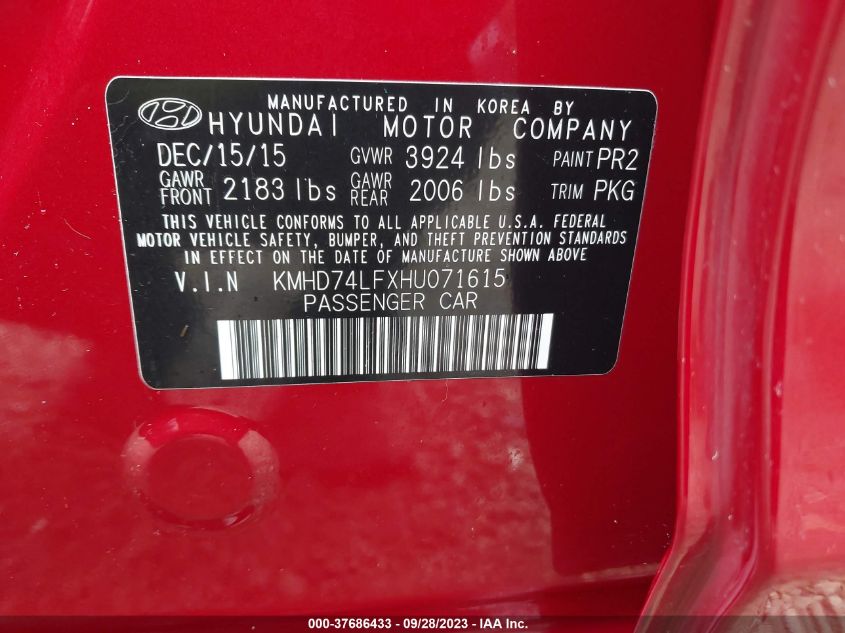 MANUFACTURED IN KOREA BY
HYUNDAI MOTOR COMPANY
DEC/15/15 GVWR 3924 lbs PAINT PR2
GAWR FRONT 2183 lbs GAWR REAR 2006 lbs TRIM PKG
THIS VEHICLE CONFORMS TO ALL APPLICABLE U.S.A. FEDERAL
MOTOR VEHICLE SAFETY, BUMPER, AND THEFT PREVENTION STANDARDS
IN EFFECT ON THE DATE OF MANUFACTURE SHOWN ABOVE
V.I.N KMHD74LFXHU071615
PASSENGER CAR
000-37686433 - 09/28/2023 - IAAI Inc.